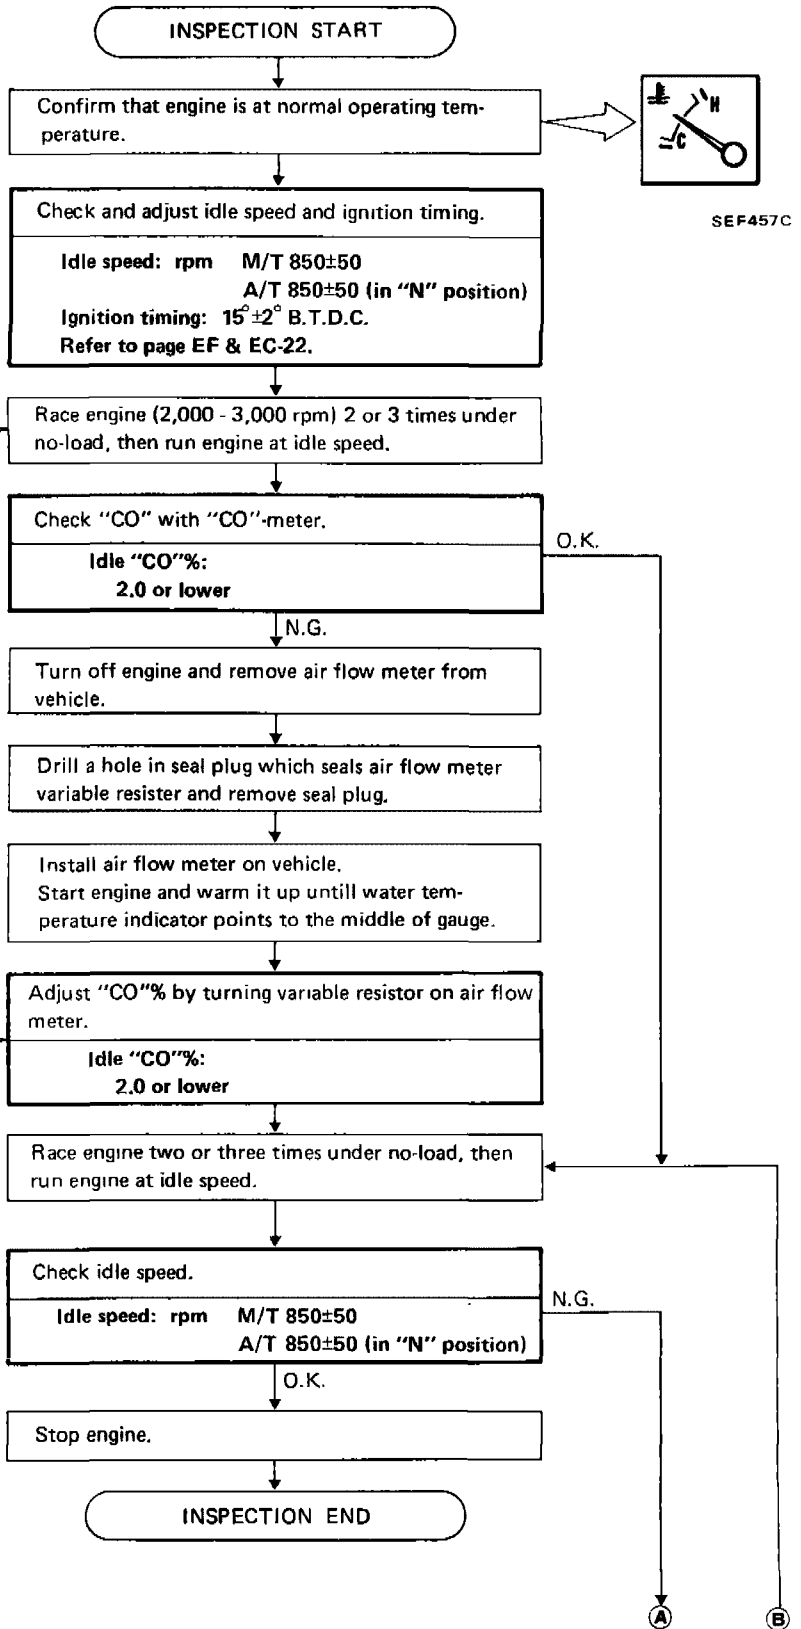 INSPECTION START
Confirm that engine is at normal operating tem-
perature.
H
C
SEF457C
Check and adjust idle speed and ignition timing.
Idle speed: rpm M/T 850±50
A/T 850±50 (in "N" position)
Ignition timing: 15°±2° B.T.D.C.
Refer to page EF & EC-22.
Race engine (2,000 - 3,000 rpm) 2 or 3 times under
no-load, then run engine at idle speed.
Check "CO" with "CO"-meter.
Idle "CO"%:
2.0 or lower
O.K.
N.G.
Turn off engine and remove air flow meter from
vehicle.
Drill a hole in seal plug which seals air flow meter
variable resister and remove seal plug.
Install air flow meter on vehicle.
Start engine and warm it up untill water tem-
perature indicator points to the middle of gauge.
Adjust "CO"% by turning variable resistor on air flow
meter.
Idle "CO"%:
2.0 or lower
Race engine two or three times under no-load, then
run engine at idle speed.
Check idle speed.
Idle speed: rpm M/T 850±50
A/T 850±50 (in "N" position)
N.G.
O.K.
Stop engine.
INSPECTION END
A
B